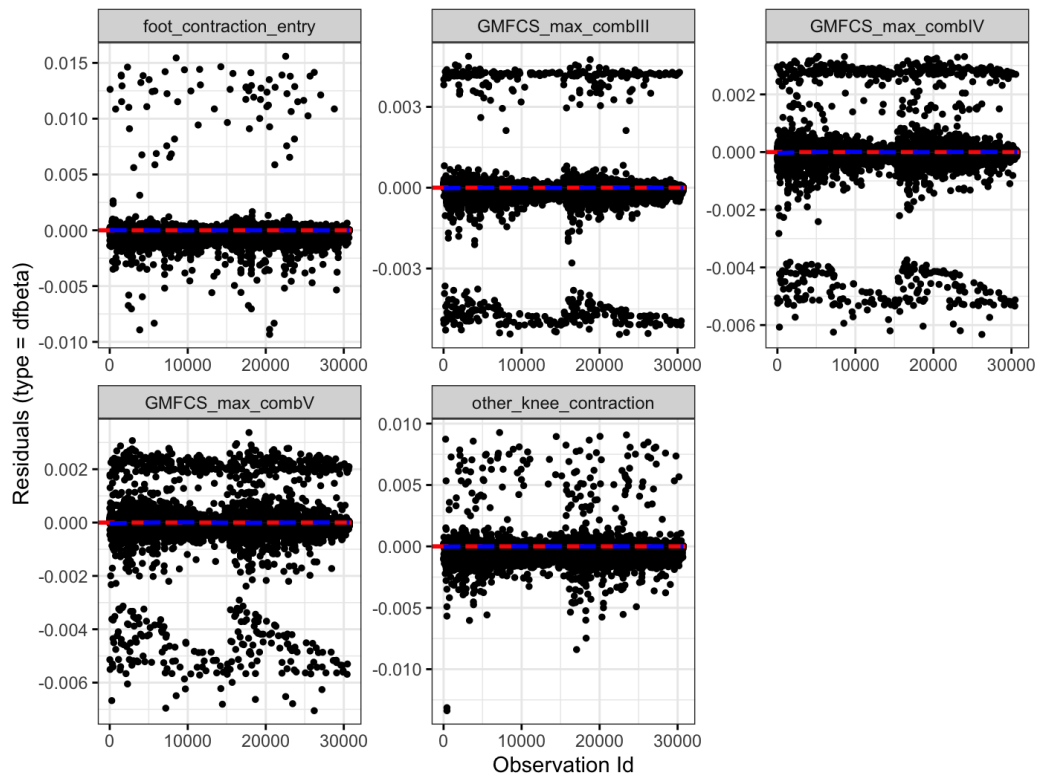 foot_contraction_entry
GMFCS_max_combIII
GMFCS_max_combIV
0.015
0.010
0.005
0.000
-0.005
-0.010
0.003
0.000
-0.003
0.002
0.000
-0.002
-0.004
-0.006
0 10000 20000 30000
0 10000 20000 30000
0 10000 20000 30000
GMFCS_max_combV
other_knee_contraction
0.002
0.000
-0.002
-0.004
-0.006
0.010
0.005
0.000
-0.005
-0.010
0 10000 20000 30000
0 10000 20000 30000
Residuals (type = dfbeta)
Observation Id